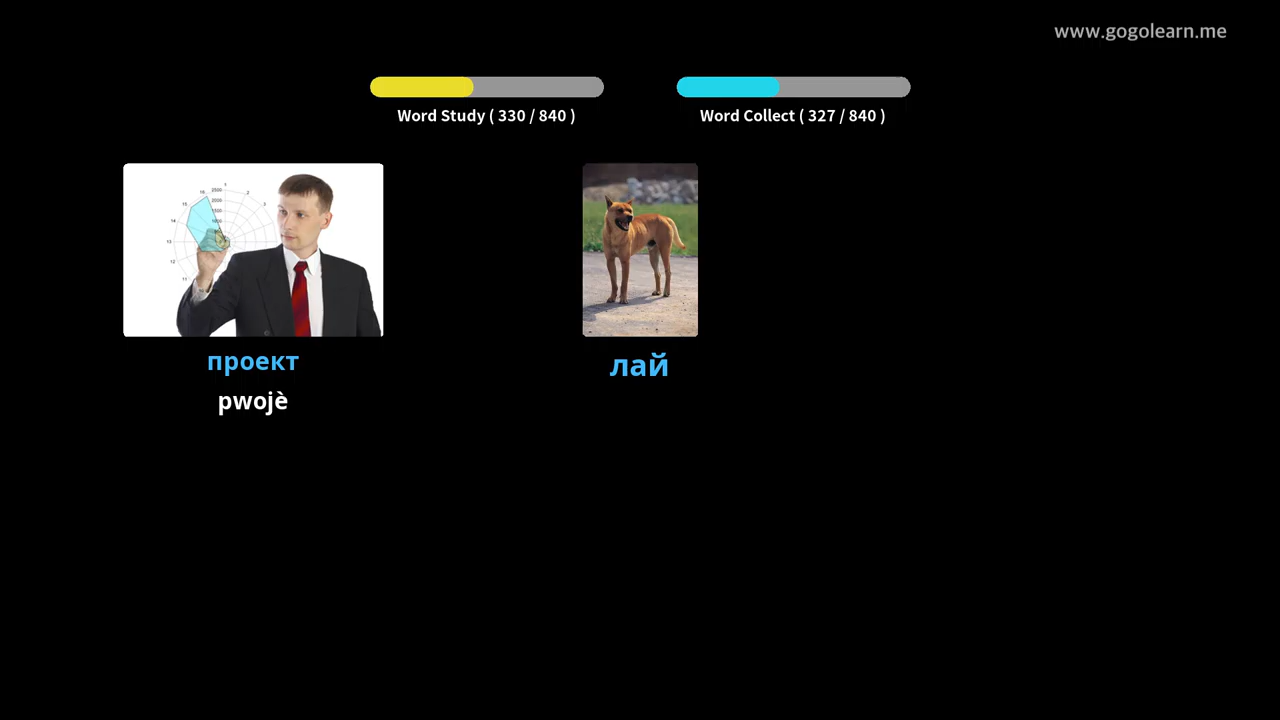 www.gogolearn.me
Word Study ( 330 / 840 )
Word Collect ( 327 / 840 )
проект
pwojè
лай